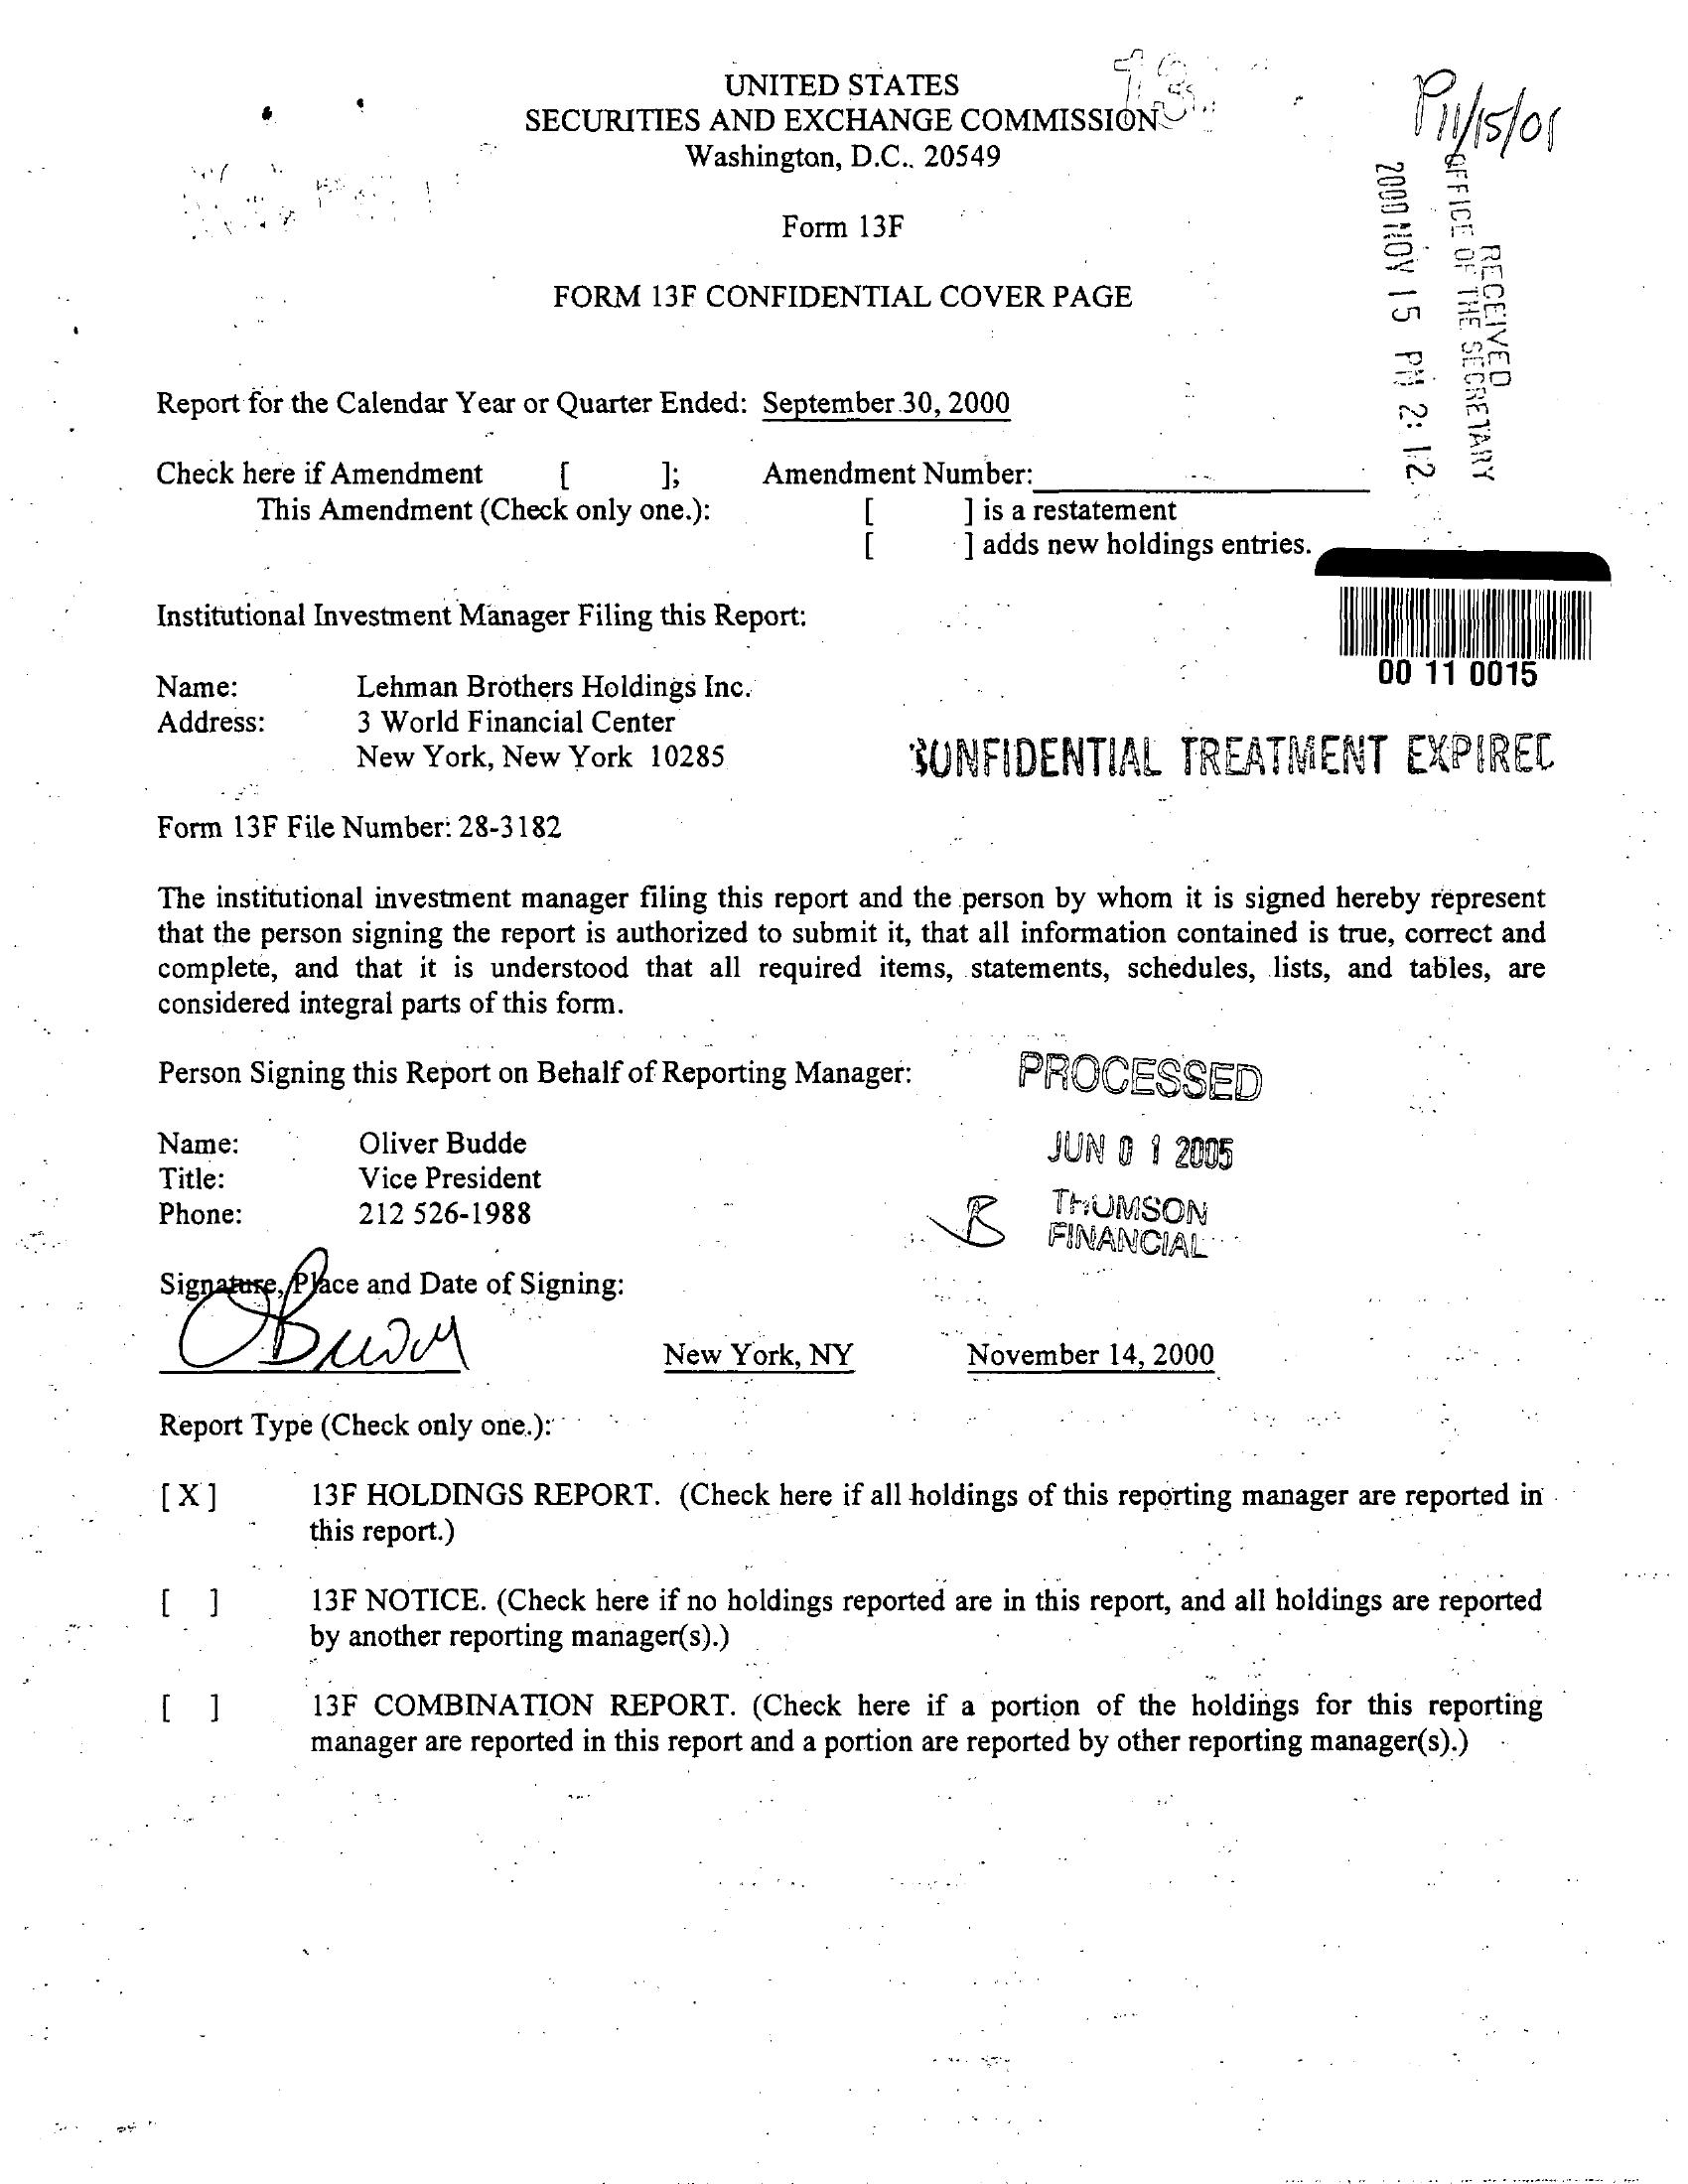 UNITED STATES
SECURITIES AND EXCHANGE COMMISSION
Washington, D.C.. 20549
P11/15/01
Form 13F
FORM 13F CONFIDENTIAL COVER PAGE
RECEIVED
OFFICE OF THE SECRETARY
2000 NOV 15 PM 2:12
Report for the Calendar Year or Quarter Ended: September 30, 2000
Check here if Amendment [ ]; Amendment Number:
This Amendment (Check only one.): [ ] is a restatement
[ ] adds new holdings entries.
Institutional Investment Manager Filing this Report:
00 11 0015
Name: Lehman Brothers Holdings Inc.
Address: 3 World Financial Center
New York, New York 10285
CONFIDENTIAL TREATMENT EXPIRED
Form 13F File Number: 28-3182
The institutional investment manager filing this report and the person by whom it is signed hereby represent
that the person signing the report is authorized to submit it, that all information contained is true, correct and
complete, and that it is understood that all required items, statements, schedules, lists, and tables, are
considered integral parts of this form.
Person Signing this Report on Behalf of Reporting Manager:
PROCESSED
Name: Oliver Budde
JUN 01 2005
Title: Vice President
Phone: 212 526-1988
THOMSON
FINANCIAL
Signature, Place and Date of Signing:
OBudde
New York, NY November 14, 2000
Report Type (Check only one.):
[ X ] 13F HOLDINGS REPORT. (Check here if all holdings of this reporting manager are reported in
this report.)
[ ] 13F NOTICE. (Check here if no holdings reported are in this report, and all holdings are reported
by another reporting manager(s).)
[ ] 13F COMBINATION REPORT. (Check here if a portion of the holdings for this reporting
manager are reported in this report and a portion are reported by other reporting manager(s).)